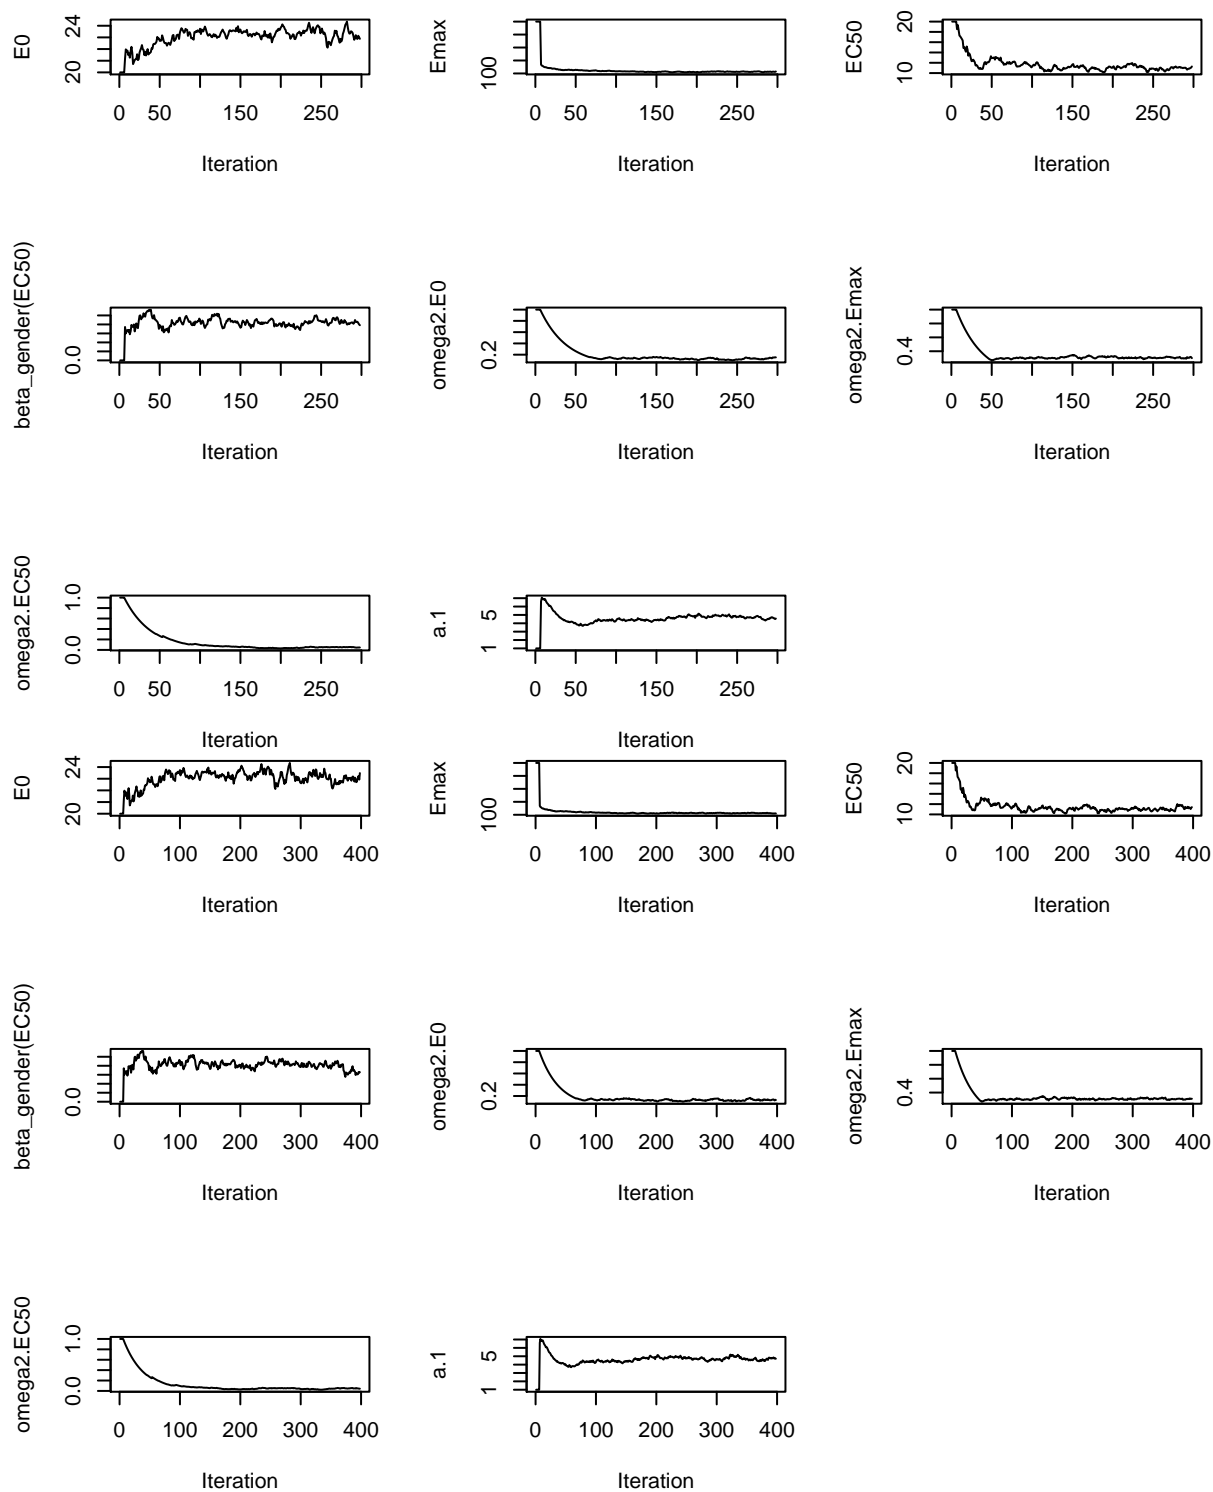 E0
20 24
0 50 150 250
Iteration
Emax
100
0 50 150 250
Iteration
EC50
10 20
0 50 150 250
Iteration
beta_gender(EC50)
0.0
0 50 150 250
Iteration
omega2.E0
0.2
0 50 150 250
Iteration
omega2.Emax
0.4
0 50 150 250
Iteration
omega2.EC50
0.0 1.0
0 50 150 250
Iteration
a.1
1 5
0 50 150 250
Iteration
E0
20 24
0 100 200 300 400
Iteration
Emax
100
0 100 200 300 400
Iteration
EC50
10 20
0 100 200 300 400
Iteration
beta_gender(EC50)
0.0
0 100 200 300 400
Iteration
omega2.E0
0.2
0 100 200 300 400
Iteration
omega2.Emax
0.4
0 100 200 300 400
Iteration
omega2.EC50
0.0 1.0
0 100 200 300 400
Iteration
a.1
1 5
0 100 200 300 400
Iteration